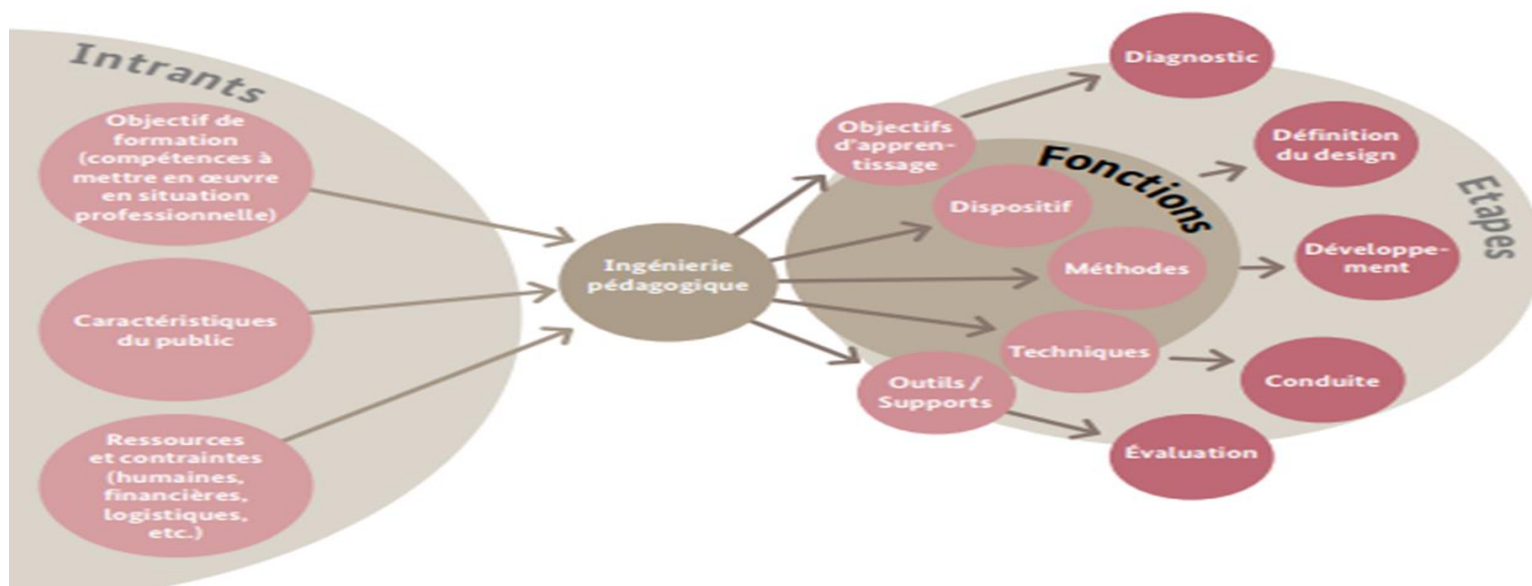 Intrants
Objectif de
formation
(compétences à
mettre en œuvre
en situation
professionnelle)
Caractéristiques
du public
Ressources
et contraintes
(humaines,
financières,
logistiques,
etc.)
Ingénierie
pédagogique
Fonctions
Objectifs
d'appren-
tissage
Dispositif
Méthodes
Techniques
Outils /
Supports
Etapes
Diagnostic
Définition
du design
Développe-
ment
Conduite
Évaluation